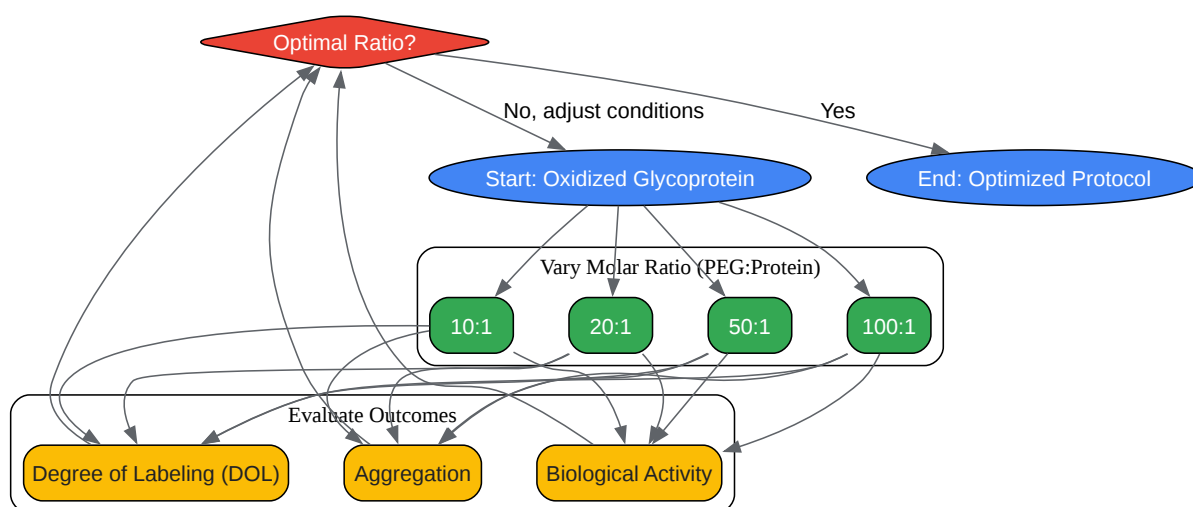 Optimal Ratio?
No, adjust conditions
Yes
Start: Oxidized Glycoprotein
End: Optimized Protocol
Vary Molar Ratio (PEG:Protein)
10:1
20:1
50:1
100:1
Evaluate Outcomes
Degree of Labeling (DOL)
Aggregation
Biological Activity